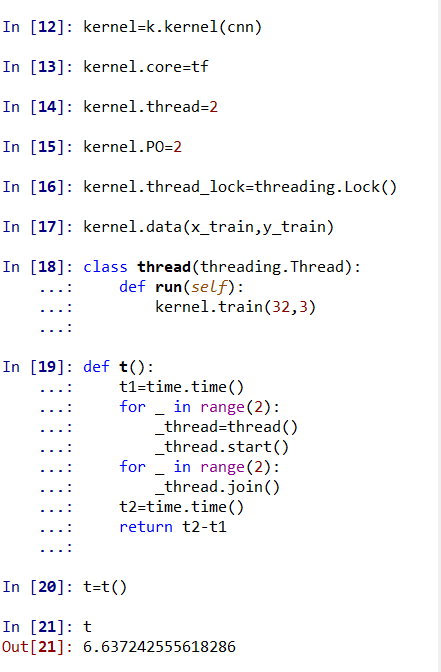 In [12]: kernel=k.kernel(cnn)
In [13]: kernel.core=tf
In [14]: kernel.thread=2
In [15]: kernel.PO=2
In [16]: kernel.thread_lock=threading.Lock()
In [17]: kernel.data(x_train,y_train)
In [18]: class thread(threading.Thread):
    ...:     def run(self):
    ...:         kernel.train(32,3)
    ...:
In [19]: def t():
    ...:     t1=time.time()
    ...:     for _ in range(2):
    ...:         _thread=thread()
    ...:         _thread.start()
    ...:     for _ in range(2):
    ...:         _thread.join()
    ...:     t2=time.time()
    ...:     return t2-t1
    ...:
In [20]: t=t()
In [21]: t
Out[21]: 6.637242555618286